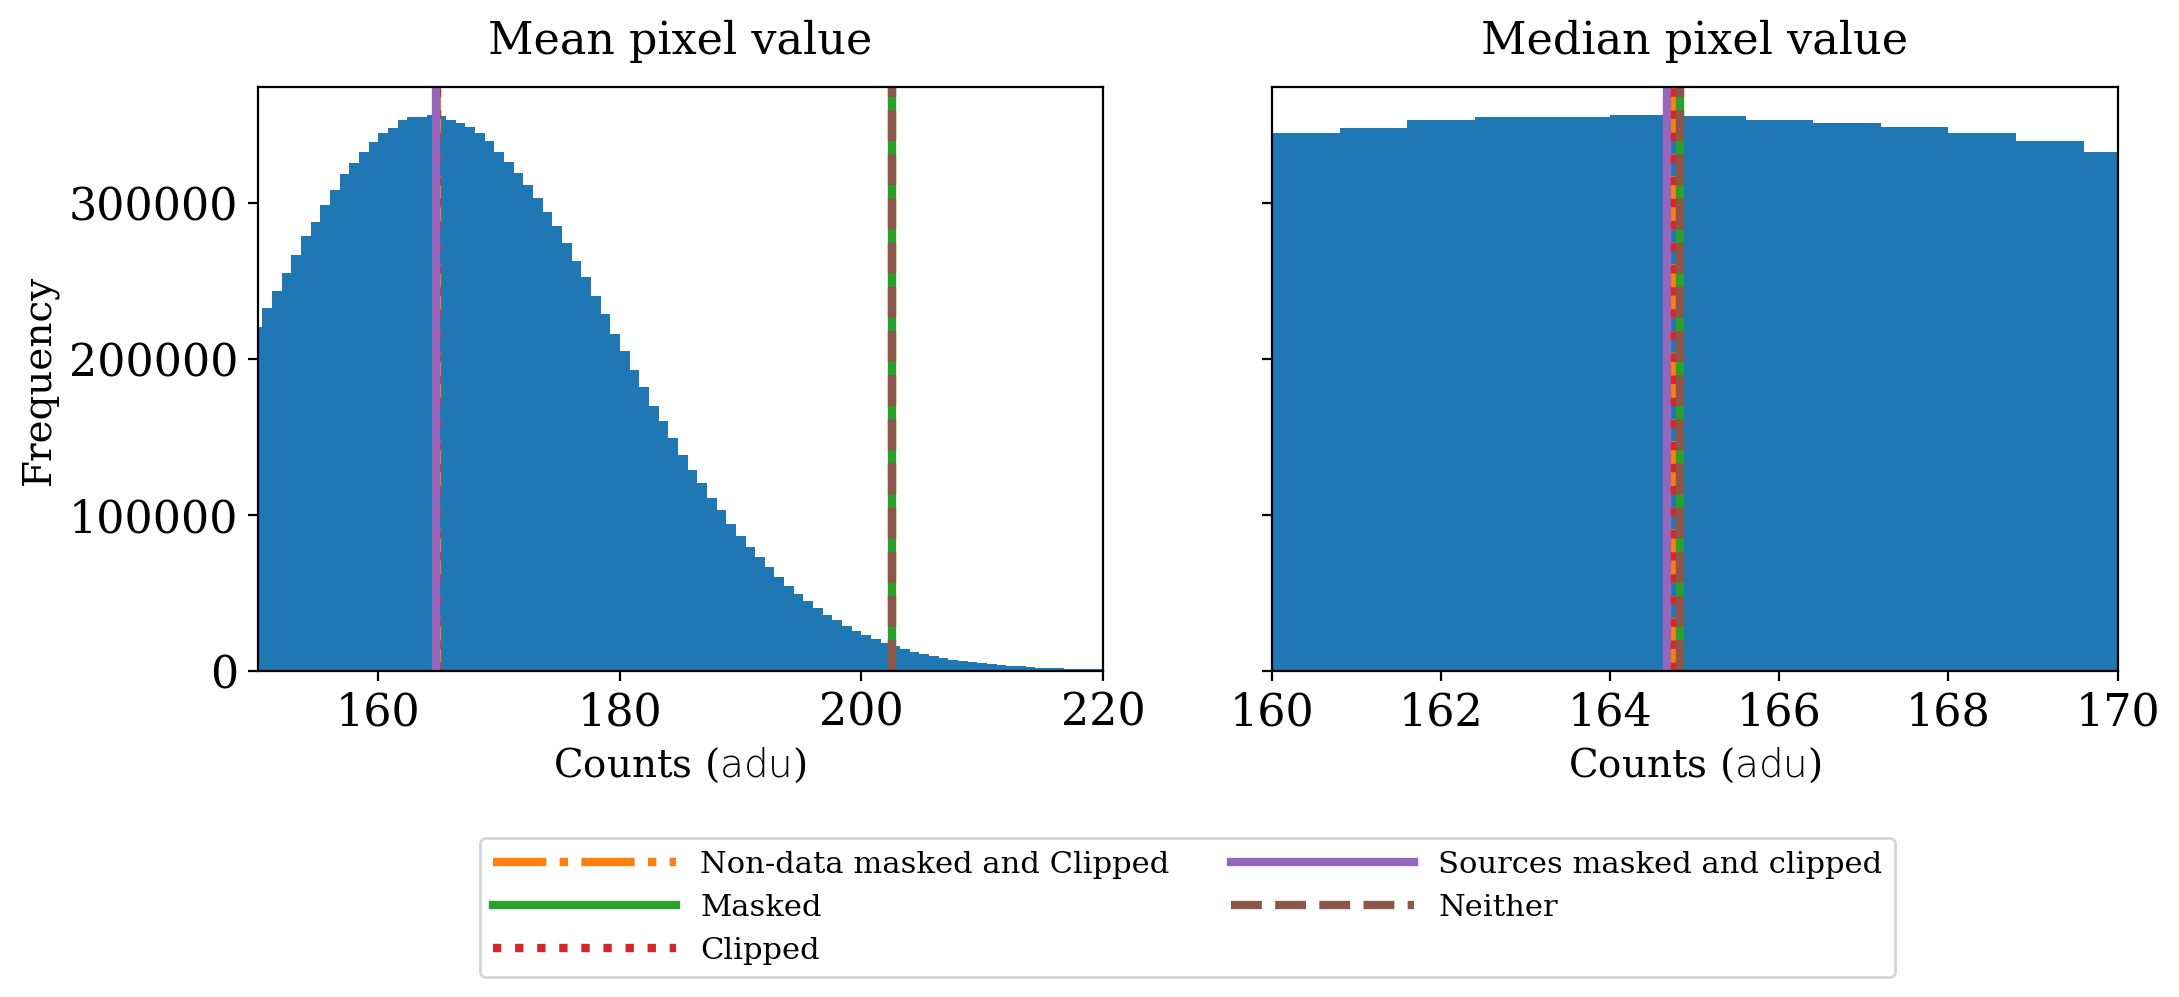 Mean pixel value
Median pixel value
Frequency
300000
200000
100000
0
160 180 200 220
160 162 164 166 168 170
Counts (adu)
Counts (adu)
Non-data masked and Clipped
Masked
Clipped
Sources masked and clipped
Neither